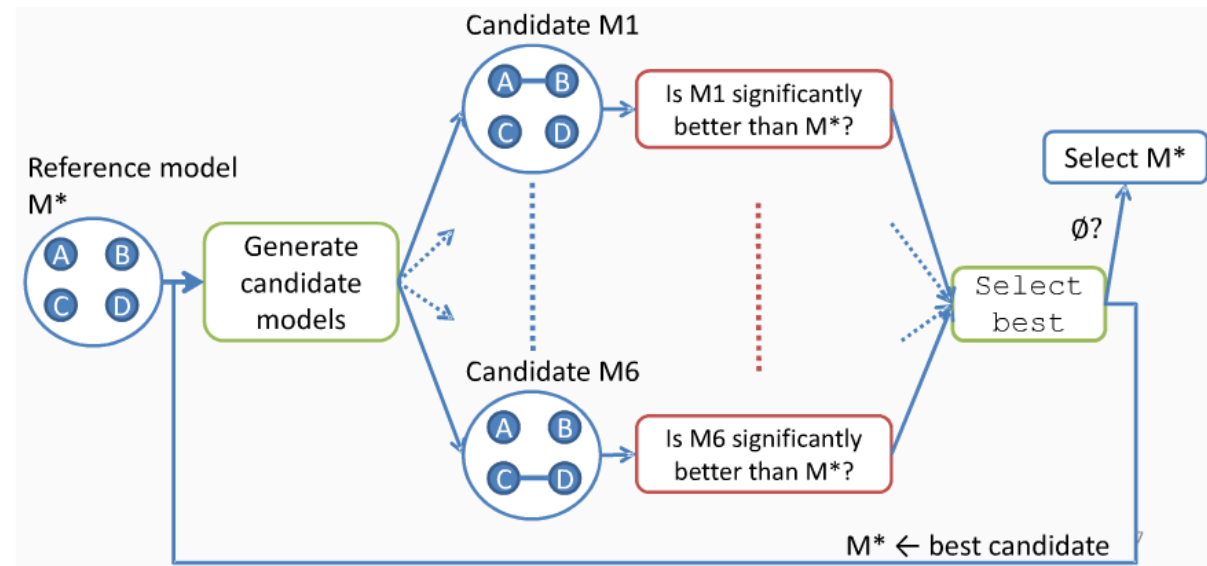 Candidate M1
A B
C D
Is M1 significantly
better than M*?
Select M*
Reference model
M*
A B
C D
Generate
candidate
models
Ø?
Select
best
Candidate M6
A B
C D
Is M6 significantly
better than M*?
M* ← best candidate